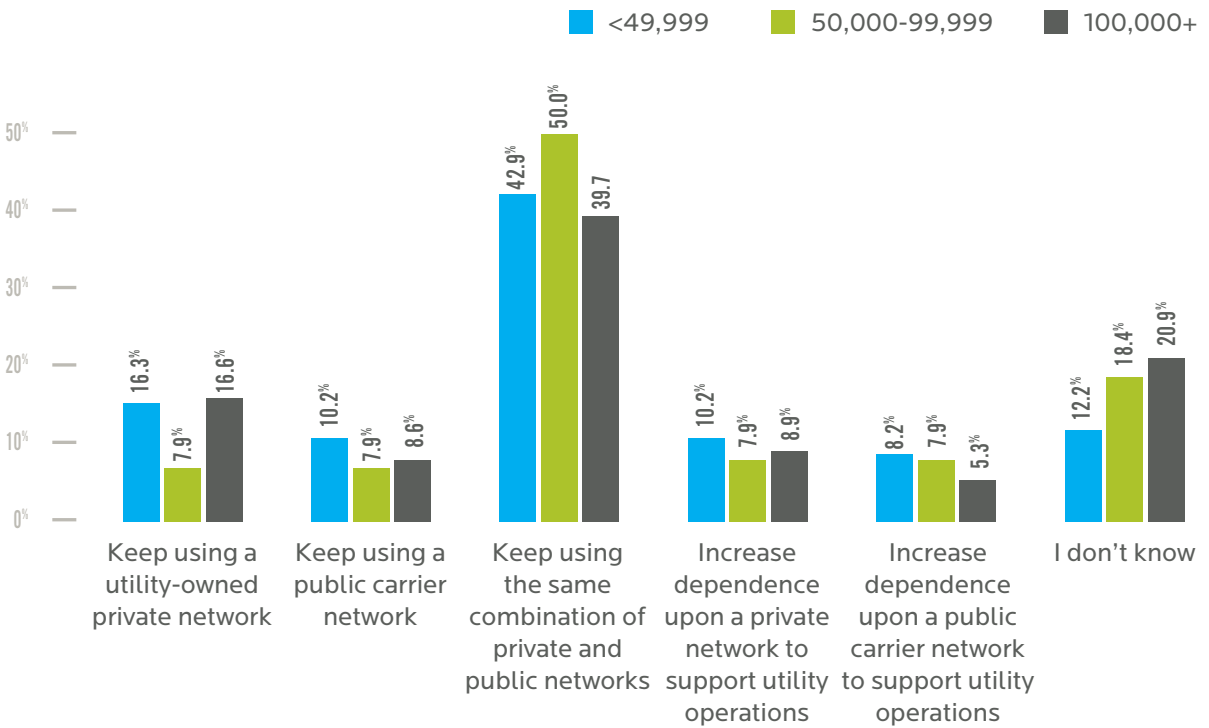 <49,999 50,000-99,999 100,000+
50%
40%
30%
20%
10%
0%
16.3% 7.9% 16.6%
10.2% 7.9% 8.6%
42.9% 50.0% 39.7
10.2% 7.9% 8.9%
8.2% 7.9% 5.3%
12.2% 18.4% 20.9%
Keep using a
utility-owned
private network
Keep using a
public carrier
network
Keep using
the same
combination of
private and
public networks
Increase
dependence
upon a private
network to
support utility
operations
Increase
dependence
upon a public
carrier network
to support utility
operations
I don’t know